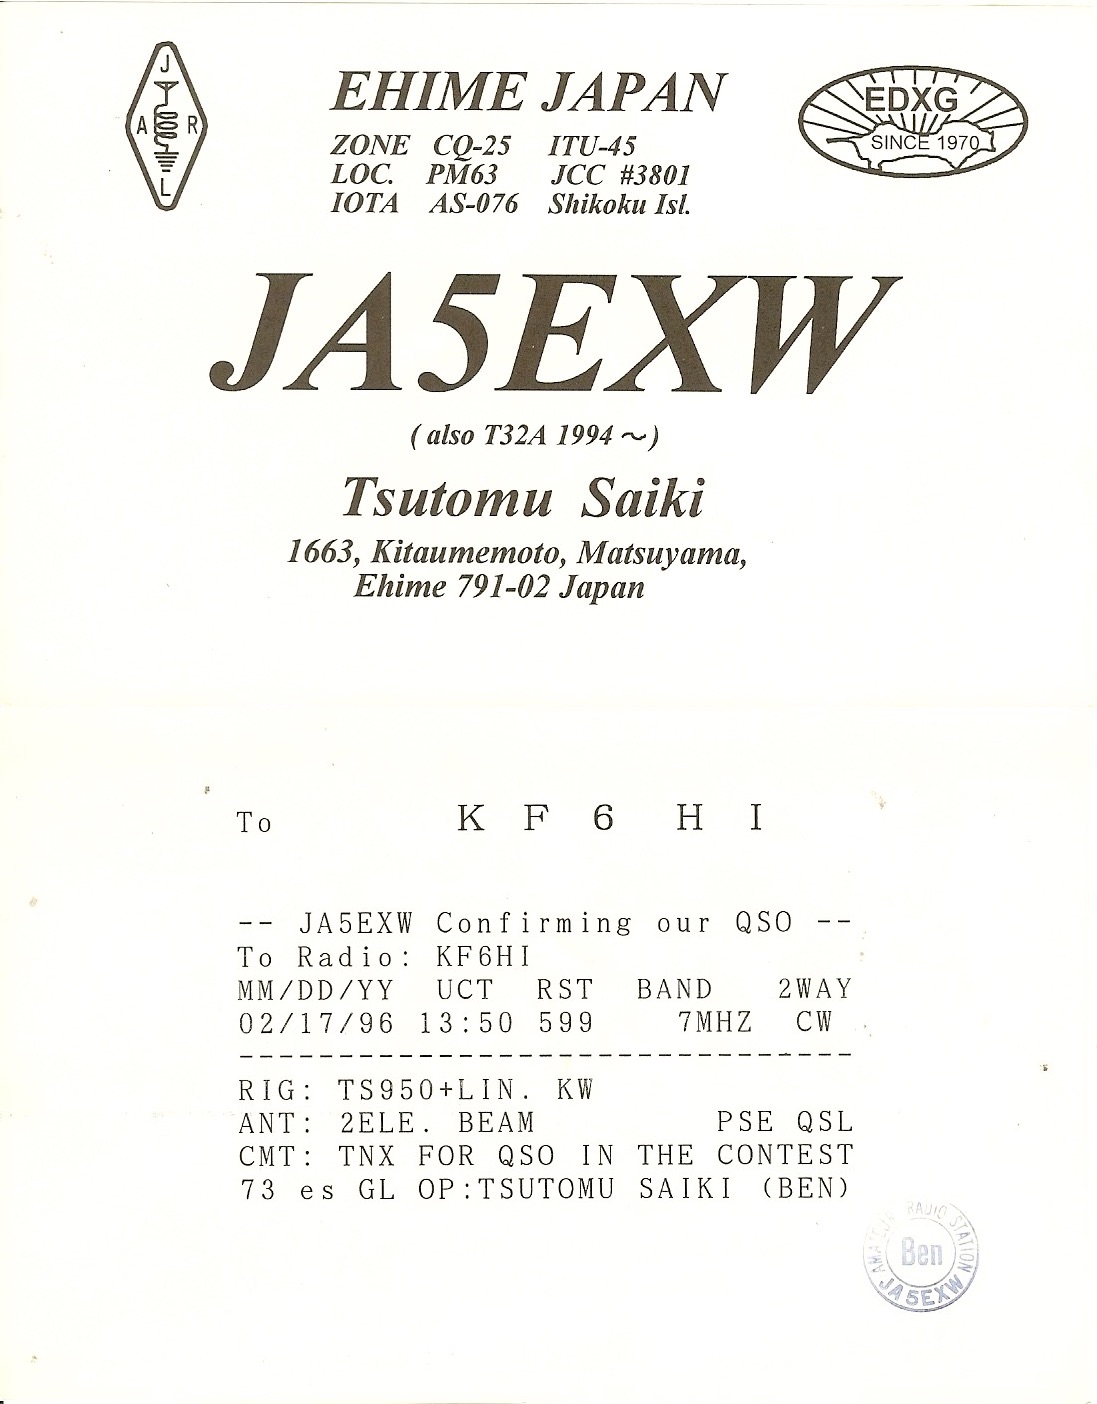 J
A R
L
EHIME JAPAN
ZONE CQ-25 ITU-45
LOC. PM63 JCC #3801
IOTA AS-076 Shikoku Isl.
EDXG
SINCE 1970
JA5EXW
( also T32A 1994 ～)
Tsutomu Saiki
1663, Kitaumemoto, Matsuyama,
Ehime 791-02 Japan
To K F 6 H I
-- JA5EXW Confirming our QSO --
To Radio: KF6HI
MM/DD/YY UCT RST BAND 2WAY
02/17/96 13:50 599 7MHZ CW
-------------------------------
RIG: TS950+LIN. KW
ANT: 2ELE. BEAM PSE QSL
CMT: TNX FOR QSO IN THE CONTEST
73 es GL OP:TSUTOMU SAIKI (BEN)
AMATEUR RADIO STATION
Ben
JA5EXW